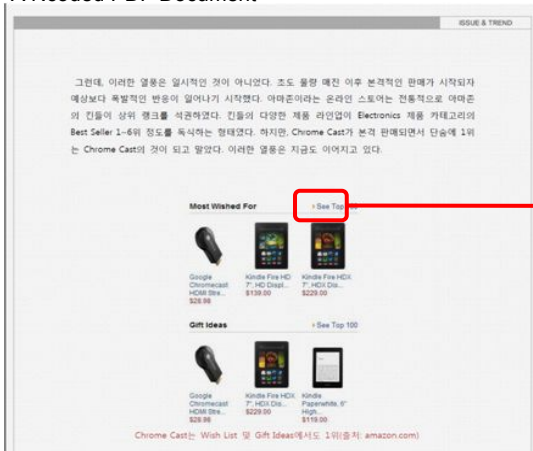 PDF Document
ISSUE & TREND
그런데, 이러한 열풍은 일시적인 것이 아니었다. 초도 물량 매진 이후 본격적인 판매가 시작되자
예상보다 폭발적인 반응이 일어나기 시작했다. 아마존이라는 온라인 스토어는 전통적으로 아마존
의 킨들이 상위 랭크를 석권하였다. 킨들의 다양한 제품 라인업이 Electronics 제품 카테고리의
Best Seller 1~6위 정도를 독식하는 형태였다. 하지만, Chrome Cast가 본격 판매되면서 단숨에 1위
는 Chrome Cast의 것이 되고 말았다. 이러한 열풍은 지금도 이어지고 있다.
Most Wished For
See Top
Google Kindle Fire HD Kindle Fire HDX
Chromecast 7", HD Displ... 7", HDX Dis...
HDMI Stre... $139.00 $229.00
$28.98
Gift Ideas
See Top 100
Google Kindle Fire HDX Kindle
Chromecast 7", HDX Dis... Paperwhite, 6"
HDMI Stre... $229.00 High...
$28.98 $119.00
Chrome Cast는 Wish List 및 Gift Ideas에서도 1위(출처: amazon.com)